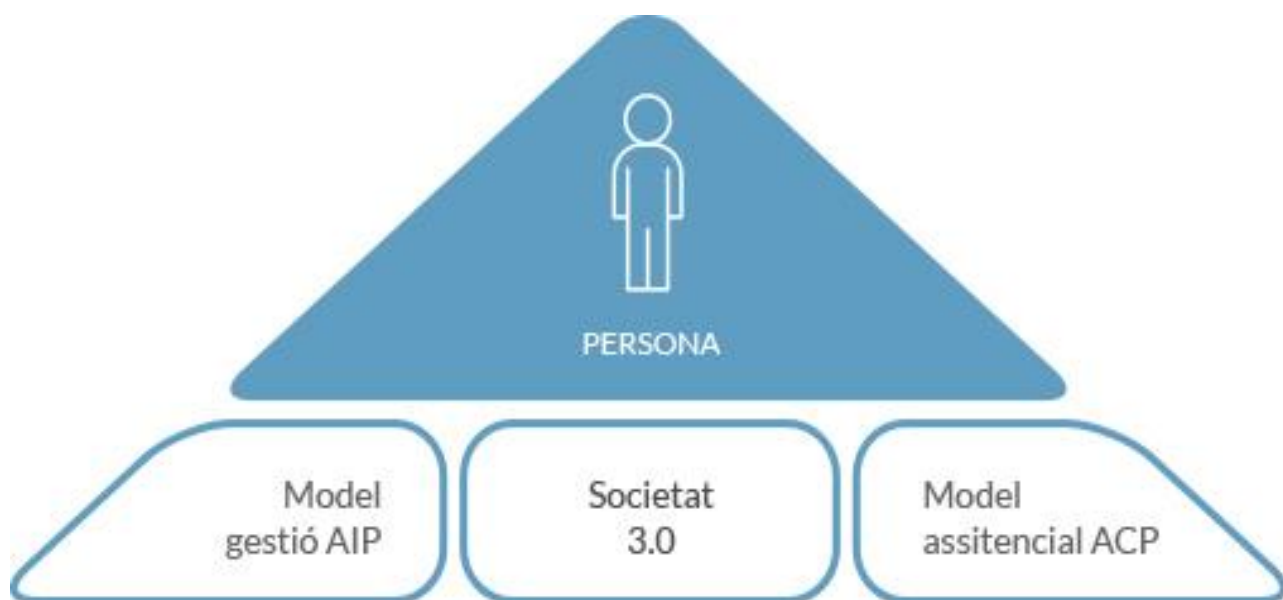 PERSONA
Model
gestió AIP
Societat
3.0
Model
assitencial ACP